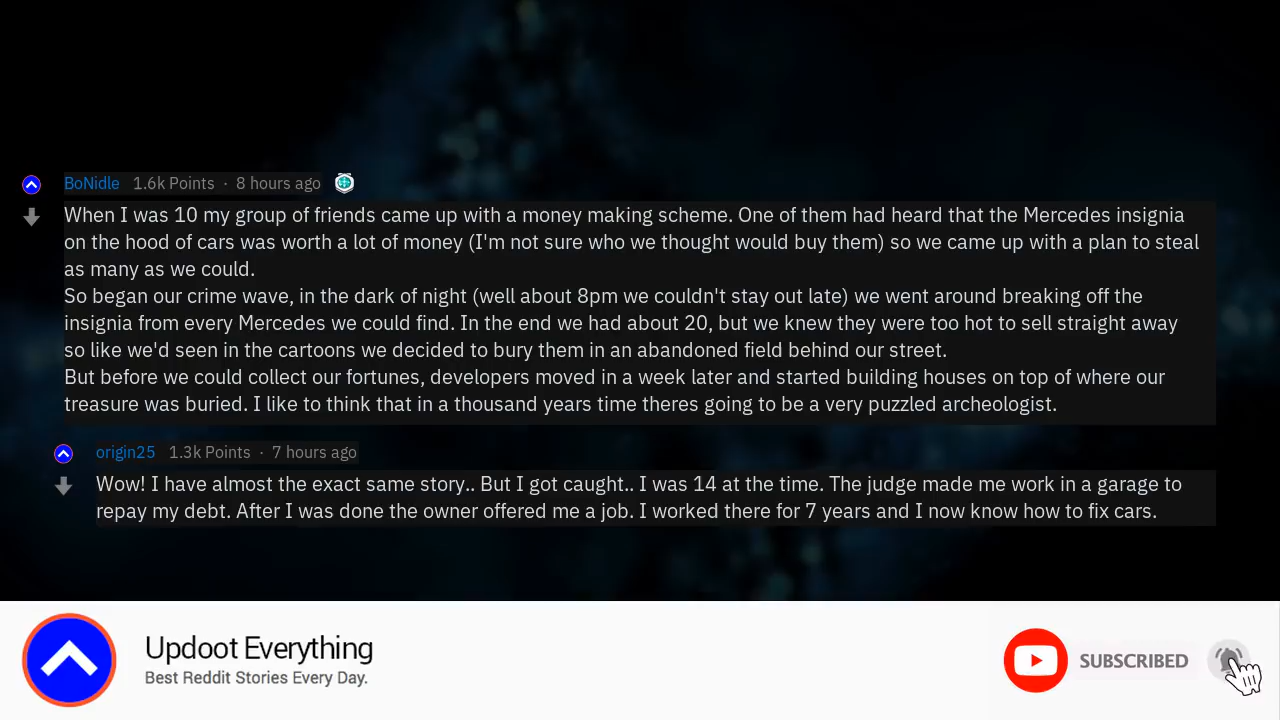 BoNidle 1.6k Points · 8 hours ago
When I was 10 my group of friends came up with a money making scheme. One of them had heard that the Mercedes insignia
on the hood of cars was worth a lot of money (I'm not sure who we thought would buy them) so we came up with a plan to steal
as many as we could.
So began our crime wave, in the dark of night (well about 8pm we couldn't stay out late) we went around breaking off the
insignia from every Mercedes we could find. In the end we had about 20, but we knew they were too hot to sell straight away
so like we'd seen in the cartoons we decided to bury them in an abandoned field behind our street.
But before we could collect our fortunes, developers moved in a week later and started building houses on top of where our
treasure was buried. I like to think that in a thousand years time theres going to be a very puzzled archeologist.
origin25 1.3k Points · 7 hours ago
Wow! I have almost the exact same story.. But I got caught.. I was 14 at the time. The judge made me work in a garage to
repay my debt. After I was done the owner offered me a job. I worked there for 7 years and I now know how to fix cars.
Updoot Everything
Best Reddit Stories Every Day.
SUBSCRIBED